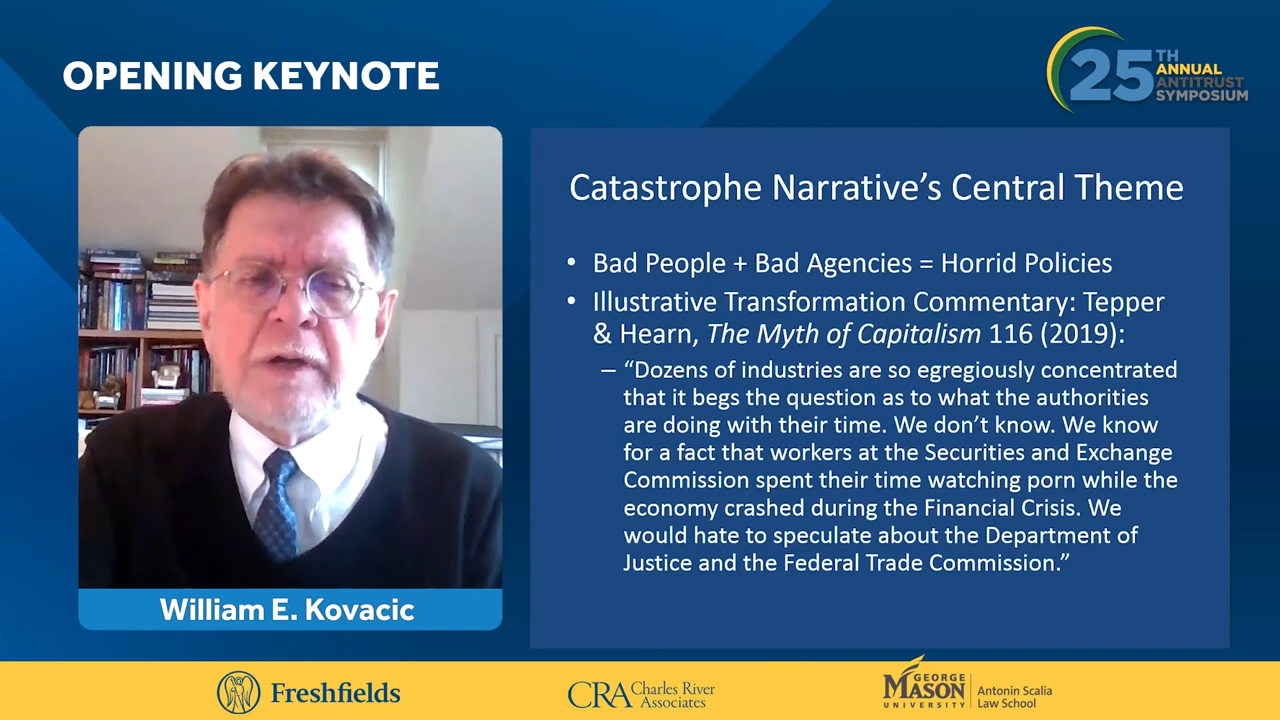 OPENING KEYNOTE
25TH
ANNUAL
ANTITRUST
SYMPOSIUM
Catastrophe Narrative’s Central Theme
• Bad People + Bad Agencies = Horrid Policies
• Illustrative Transformation Commentary: Tepper
& Hearn, The Myth of Capitalism 116 (2019):
– “Dozens of industries are so egregiously concentrated
that it begs the question as to what the authorities
are doing with their time. We don’t know. We know
for a fact that workers at the Securities and Exchange
Commission spent their time watching porn while the
economy crashed during the Financial Crisis. We
would hate to speculate about the Department of
Justice and the Federal Trade Commission.”
William E. Kovacic
Freshfields
CRA Charles River
Associates
GEORGE
MASON
UNIVERSITY
Antonin Scalia
Law School